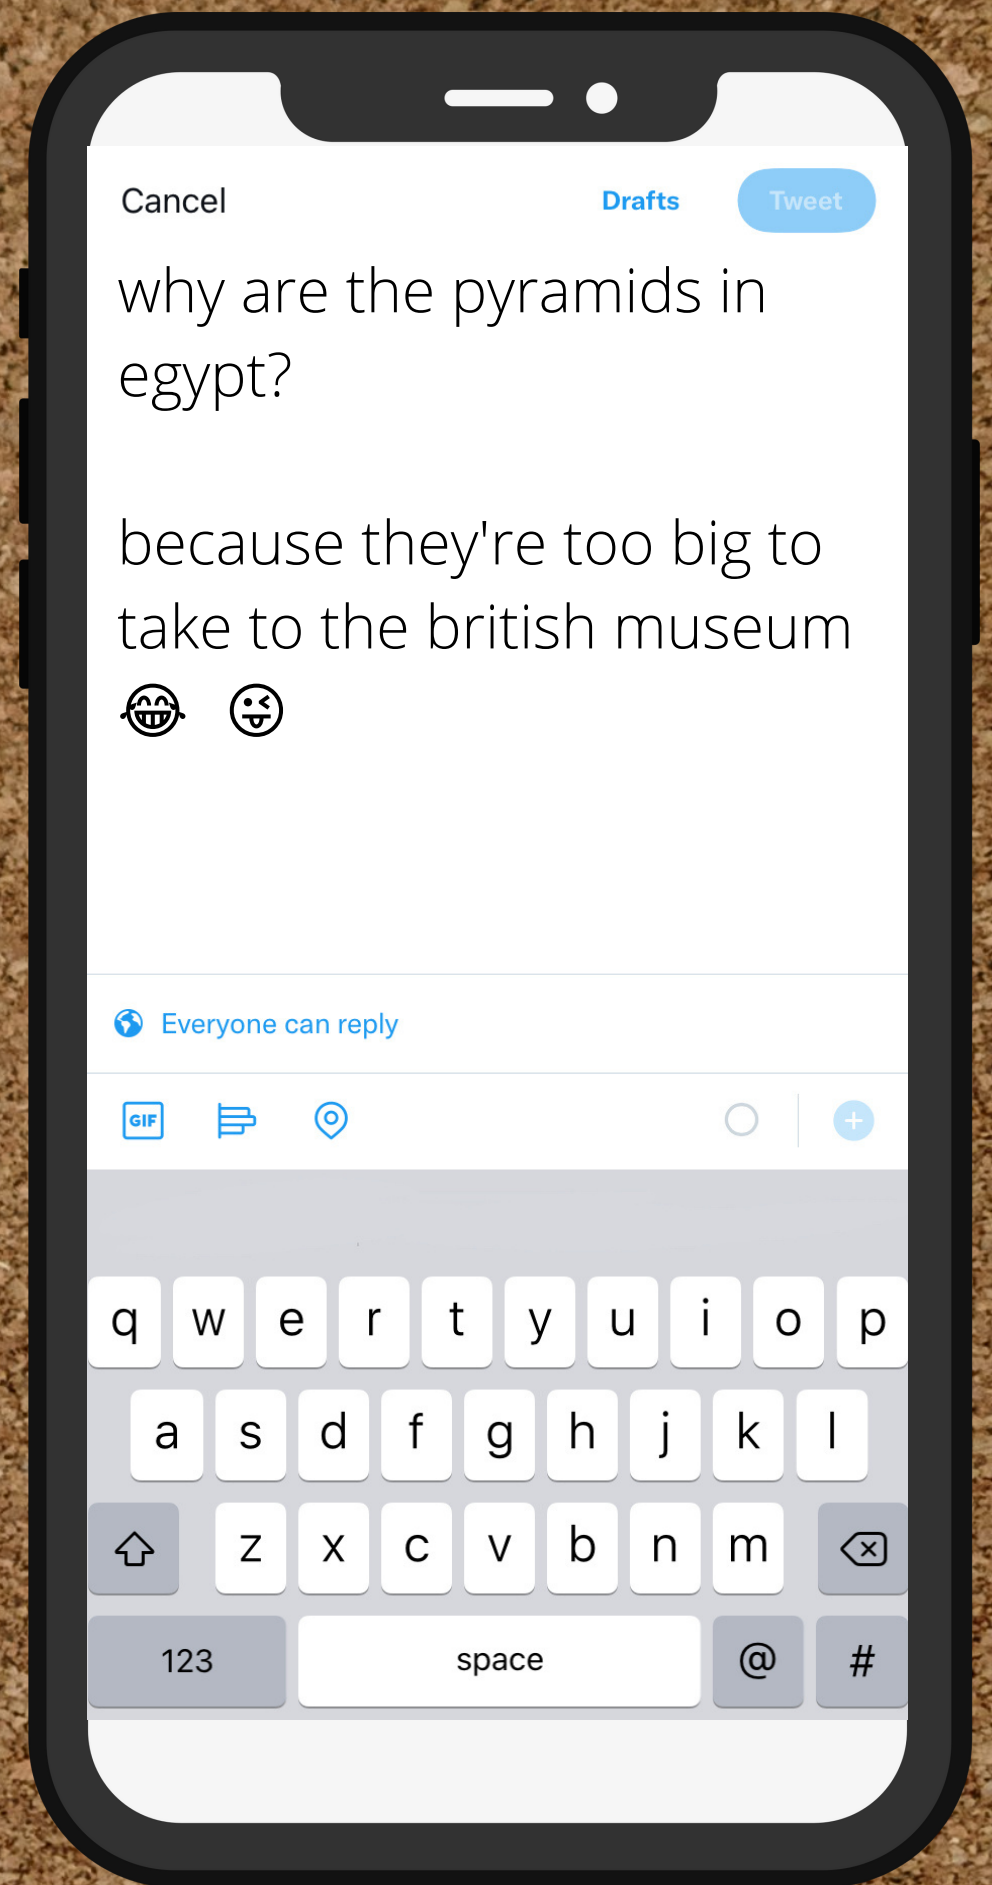 Cancel Drafts Tweet
why are the pyramids in
egypt?
because they're too big to
take to the british museum
😂 😜
Everyone can reply
GIF
q w e r t y u i o p
a s d f g h j k l
z x c v b n m
123 space @ #